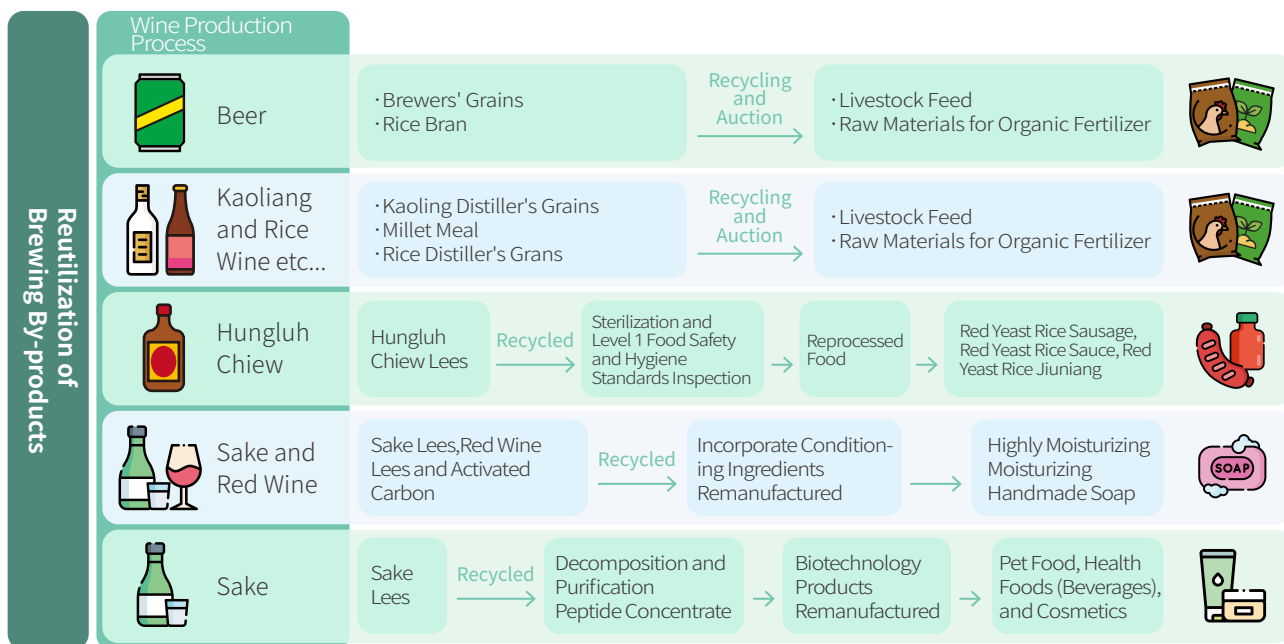 Reutilization of
Brewing By-products
Wine Production
Process
Beer
·Brewers' Grains
·Rice Bran
Recycling
and
Auction
·Livestock Feed
·Raw Materials for Organic Fertilizer
Kaoliang
and Rice
Wine etc...
·Kaoling Distiller's Grains
·Millet Meal
·Rice Distiller's Grans
Recycling
and
Auction
·Livestock Feed
·Raw Materials for Organic Fertilizer
Hungluh
Chiew
Hungluh
Chiew Lees
Recycled
Sterilization and
Level 1 Food Safety
and Hygiene
Standards Inspection
Reprocessed
Food
Red Yeast Rice Sausage,
Red Yeast Rice Sauce, Red
Yeast Rice Jiuniang
Sake and
Red Wine
Sake Lees,Red Wine
Lees and Activated
Carbon
Recycled
Incorporate Condition-
ing Ingredients
Remanufactured
Highly Moisturizing
Moisturizing
Handmade Soap
SOAP
Sake
Sake
Lees
Recycled
Decomposition and
Purification
Peptide Concentrate
Biotechnology
Products
Remanufactured
Pet Food, Health
Foods (Beverages),
and Cosmetics